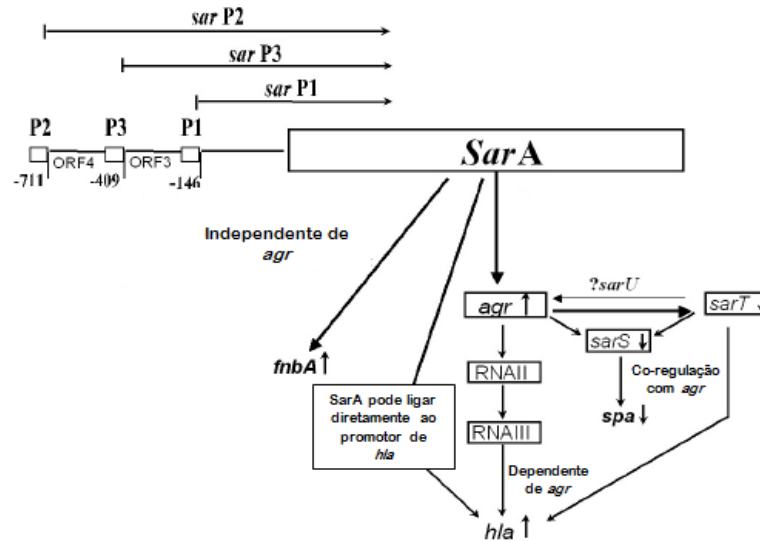 sar P2
sar P3
sar P1
P2
P3
P1
ORF4
ORF3
-711
-409
-146
SarA
Independente de
agr
?sarU
agr ↑
sarT ↓
sarS ↓
fnbA ↑
RNAII
Co-regulação
com agr
SarA pode ligar
diretamente ao
promotor de
hla
spa ↓
RNAIII
Dependente
de agr
hla ↑